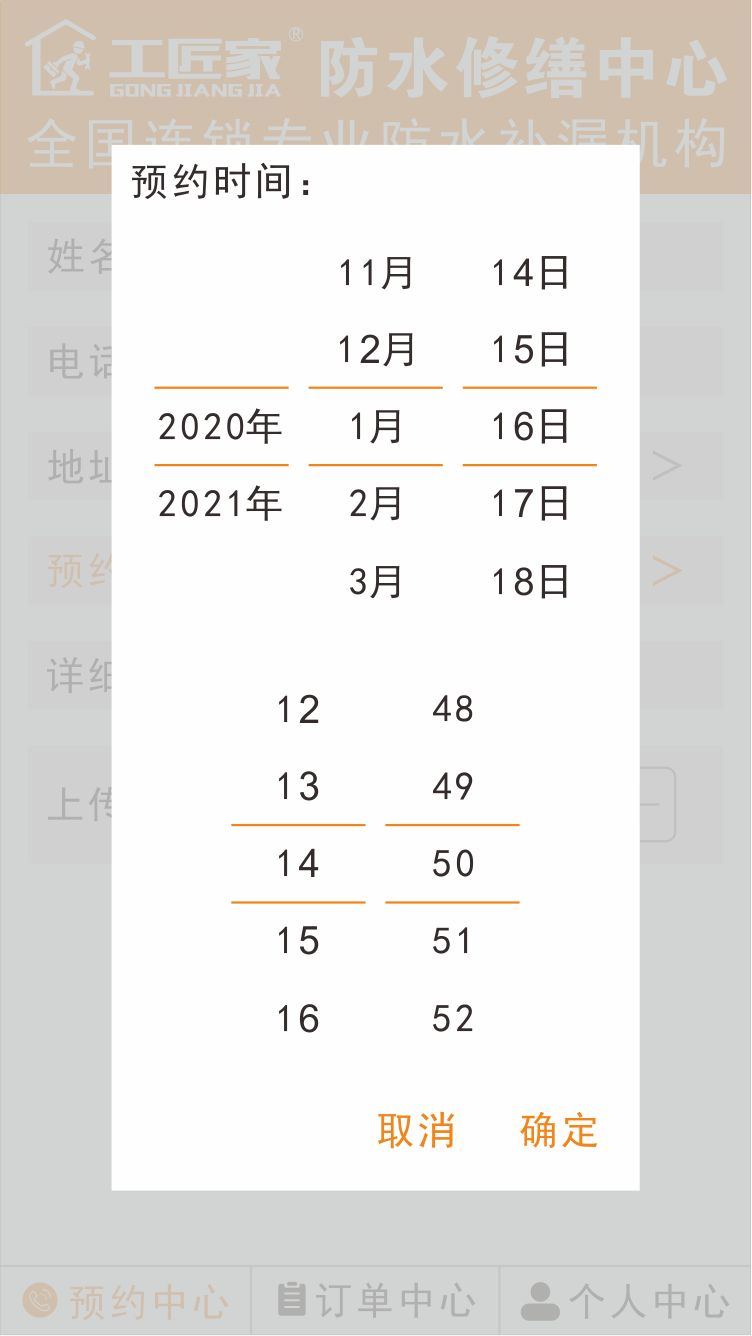 工匠家® 防水修缮中心
GONG JIANG JIA
全国连锁专业防水补漏机构
预约时间：
11月 14日
12月 15日
2020年 1月 16日
2021年 2月 17日
3月 18日
姓名
电话
地址 >
预约 >
详细
上传
12 48
13 49
14 50
15 51
16 52
取消 确定
预约中心 订单中心 个人中心